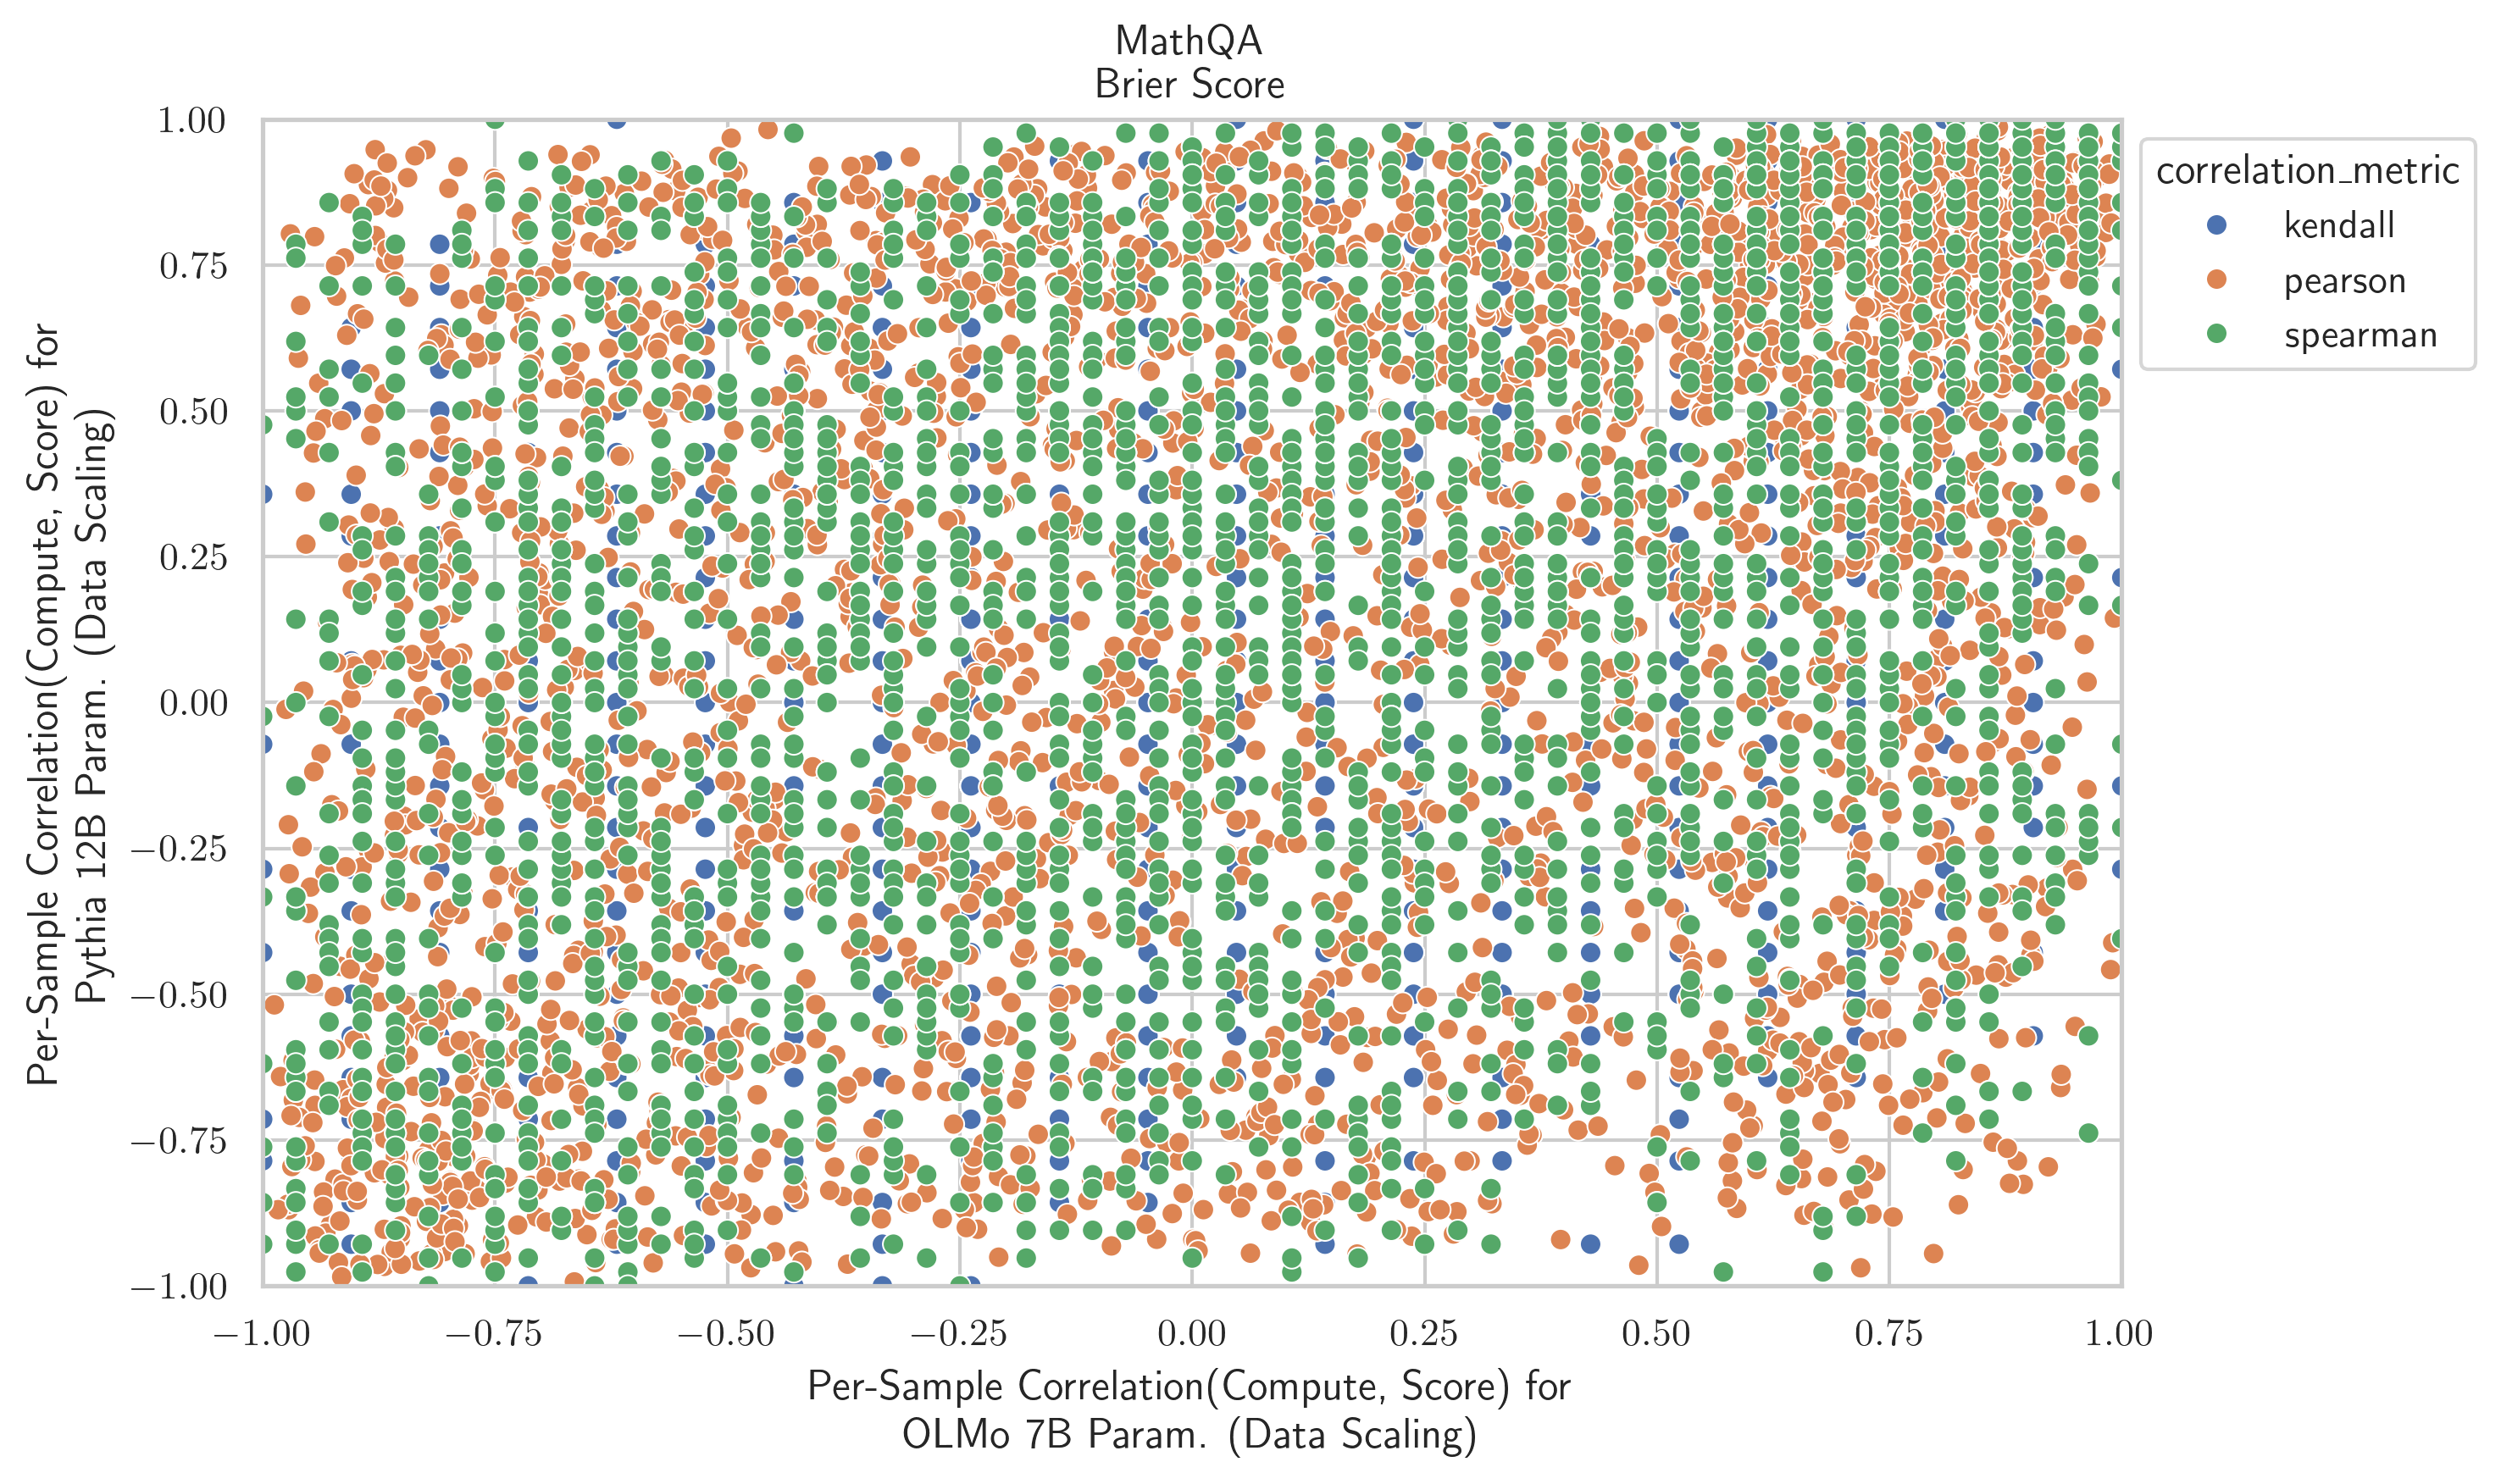 MathQA
Brier Score
Per-Sample Correlation(Compute, Score) for
Pythia 12B Param. (Data Scaling)
1.00
0.75
0.50
0.25
0.00
−0.25
−0.50
−0.75
−1.00
−1.00 −0.75 −0.50 −0.25 0.00 0.25 0.50 0.75 1.00
Per-Sample Correlation(Compute, Score) for
OLMo 7B Param. (Data Scaling)
correlation_metric
kendall
pearson
spearman